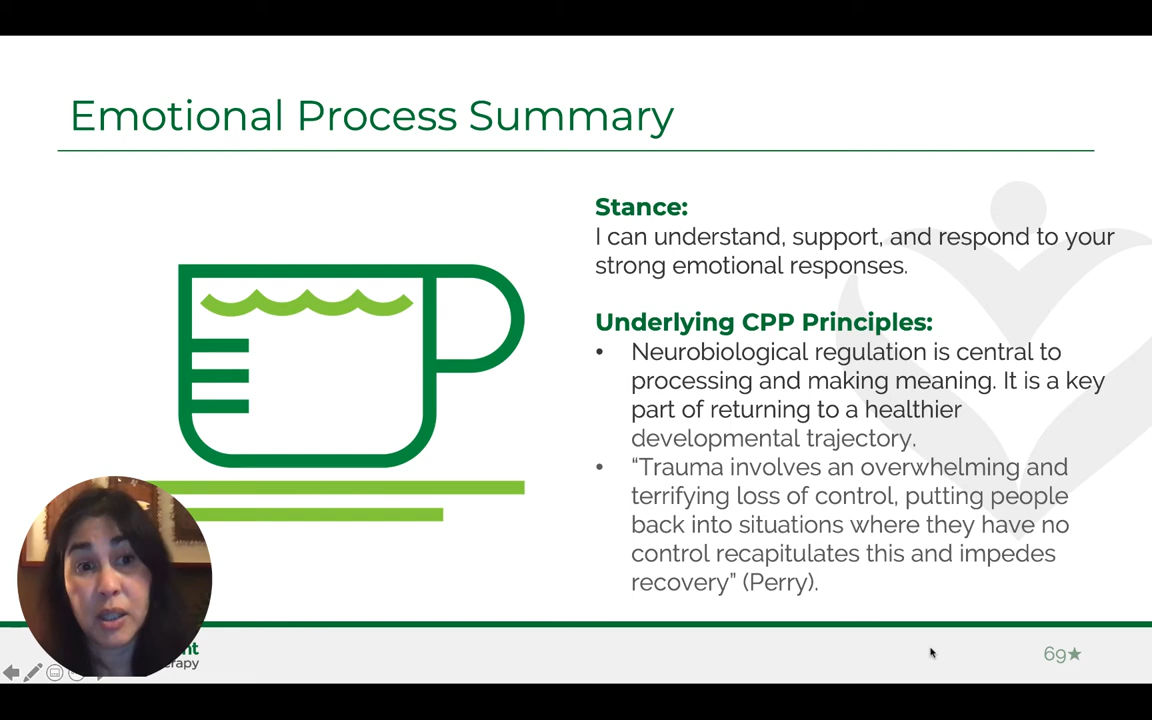 Emotional Process Summary
Stance:
I can understand, support, and respond to your
strong emotional responses.
Underlying CPP Principles:
• Neurobiological regulation is central to
processing and making meaning. It is a key
part of returning to a healthier
developmental trajectory.
• “Trauma involves an overwhelming and
terrifying loss of control, putting people
back into situations where they have no
control recapitulates this and impedes
recovery” (Perry).
69★